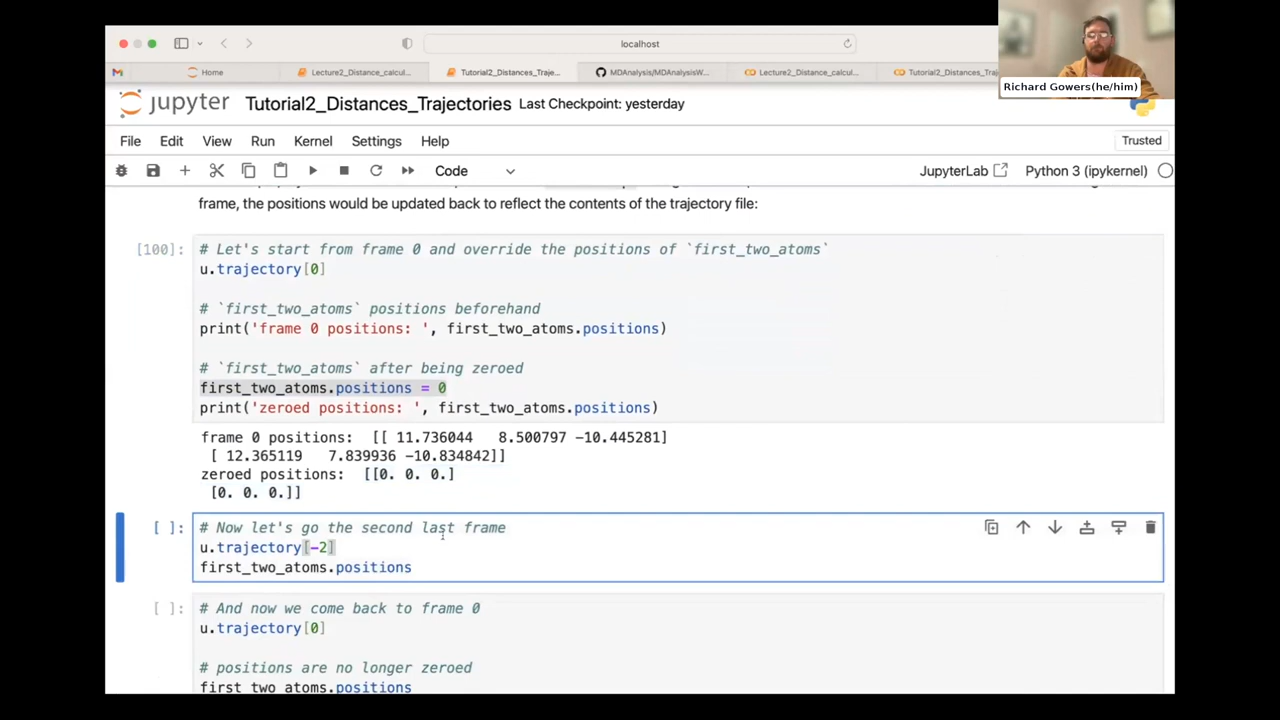 localhost
Home
Lecture2_Distance_calcul...
Tutorial2_Distances_Traje...
MDAnalysis/MDAnalysisW...
Lecture2_Distance_calcul...
Tutorial2_Distances_Tra
Richard Gowers(he/him)
jupyter Tutorial2_Distances_Trajectories Last Checkpoint: yesterday
File Edit View Run Kernel Settings Help
Trusted
Code
JupyterLab Python 3 (ipykernel)
frame, the positions would be updated back to reflect the contents of the trajectory file:
[100]: # Let's start from frame 0 and override the positions of `first_two_atoms`
u.trajectory[0]
# `first_two_atoms` positions beforehand
print('frame 0 positions: ', first_two_atoms.positions)
# `first_two_atoms` after being zeroed
first_two_atoms.positions = 0
print('zeroed positions: ', first_two_atoms.positions)
frame 0 positions:  [[ 11.736044   8.500797 -10.445281]
 [ 12.365119   7.839936 -10.834842]]
zeroed positions:  [[0. 0. 0.]
 [0. 0. 0.]]
[ ]: # Now let's go the second last frame
u.trajectory[-2]
first_two_atoms.positions
[ ]: # And now we come back to frame 0
u.trajectory[0]
# positions are no longer zeroed
first_two_atoms.positions